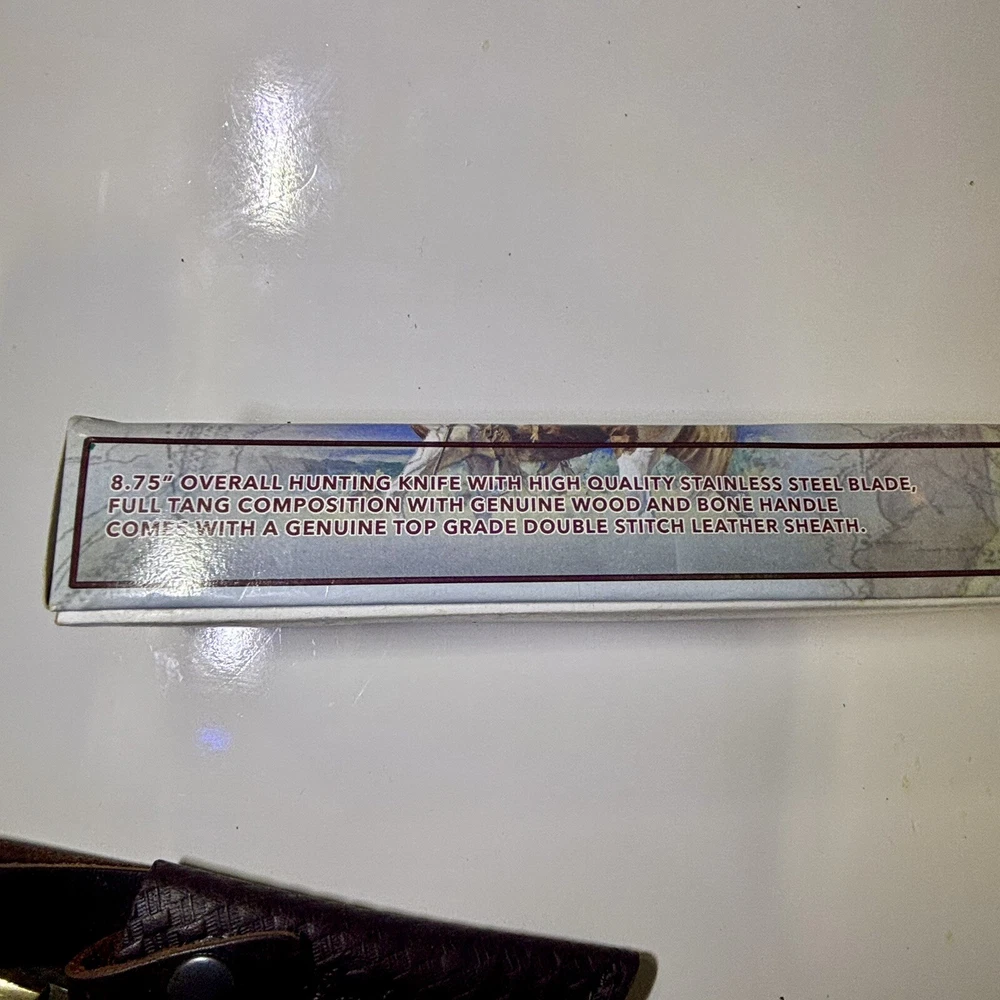 8.75" OVERALL HUNTING KNIFE WITH HIGH QUALITY STAINLESS STEEL BLADE,
FULL TANG COMPOSITION WITH GENUINE WOOD AND BONE HANDLE
COMES WITH A GENUINE TOP GRADE DOUBLE STITCH LEATHER SHEATH.